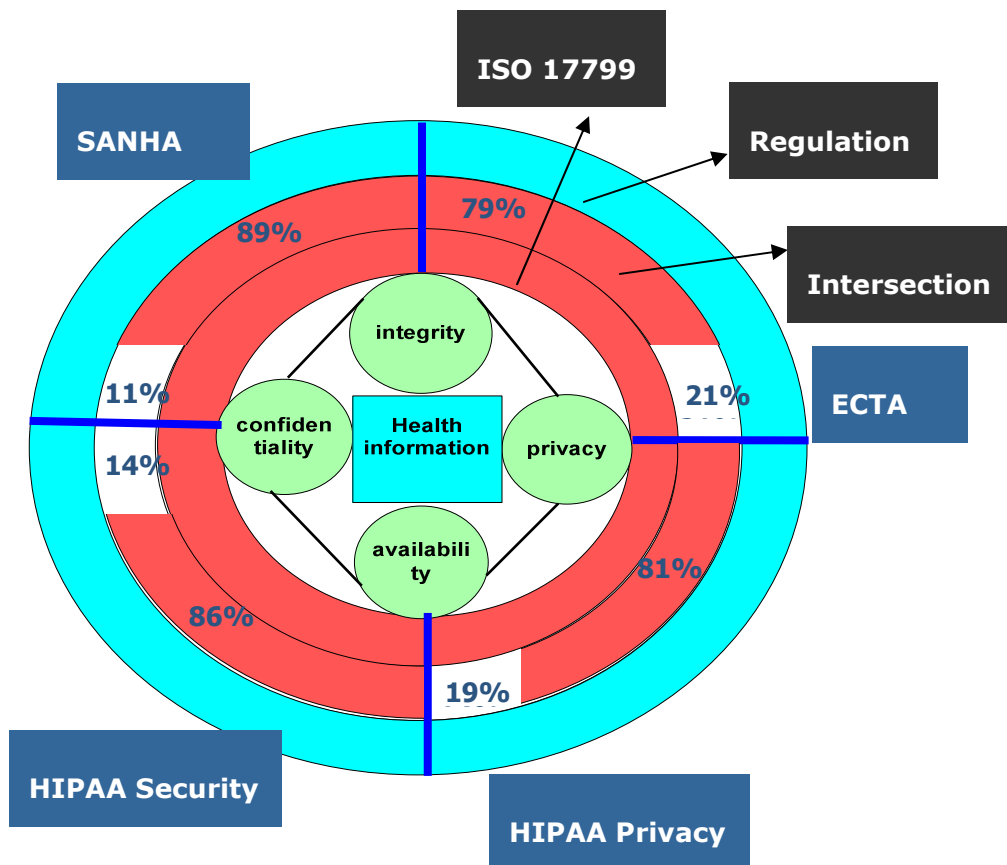 ISO 17799
SANHA
Regulation
79%
89%
Intersection
integrity
11%
21%
ECTA
confiden
tiality
Health
information
privacy
14%
availabili
ty
81%
86%
19%
HIPAA Security
HIPAA Privacy